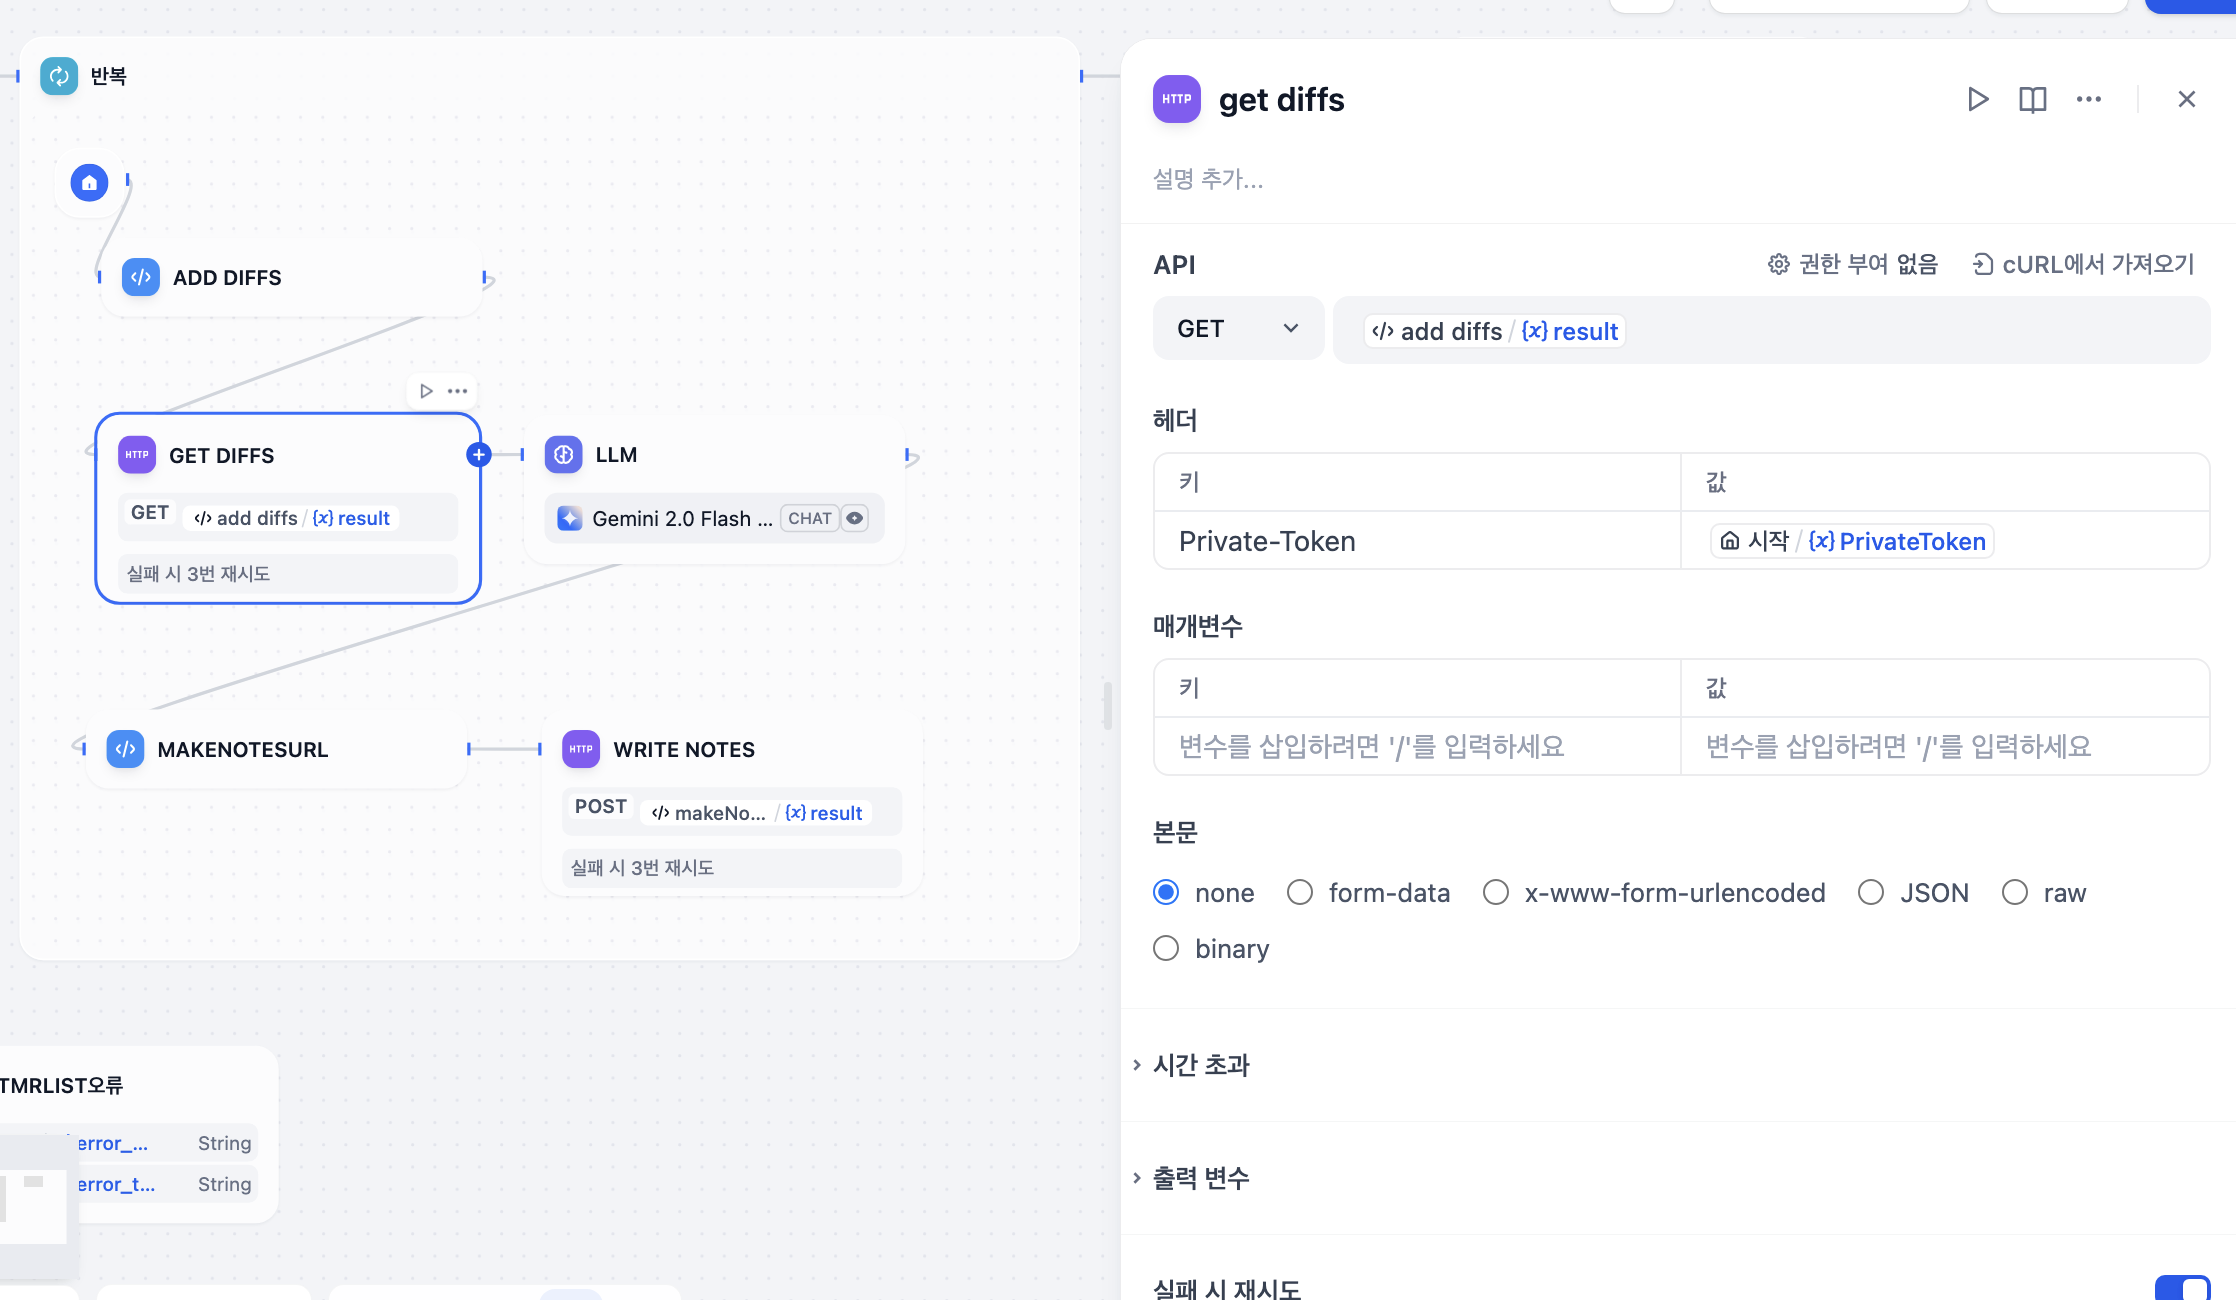 반복
ADD DIFFS
HTTP
GET DIFFS
GET
</> add diffs / {x} result
실패 시 3번 재시도
LLM
Gemini 2.0 Flash ...
CHAT
MAKENOTESURL
HTTP
WRITE NOTES
POST
</> makeNo... / {x} result
실패 시 3번 재시도
TMRLIST오류
error_... String
error_t... String
HTTP
get diffs
설명 추가...
API
권한 부여 없음
cURL에서 가져오기
GET
</> add diffs / {x} result
헤더
키 값
Private-Token 시작 / {x} PrivateToken
매개변수
키 값
변수를 삽입하려면 '/'를 입력하세요 변수를 삽입하려면 '/'를 입력하세요
본문
none form-data x-www-form-urlencoded JSON raw
binary
시간 초과
출력 변수
실패 시 재시도